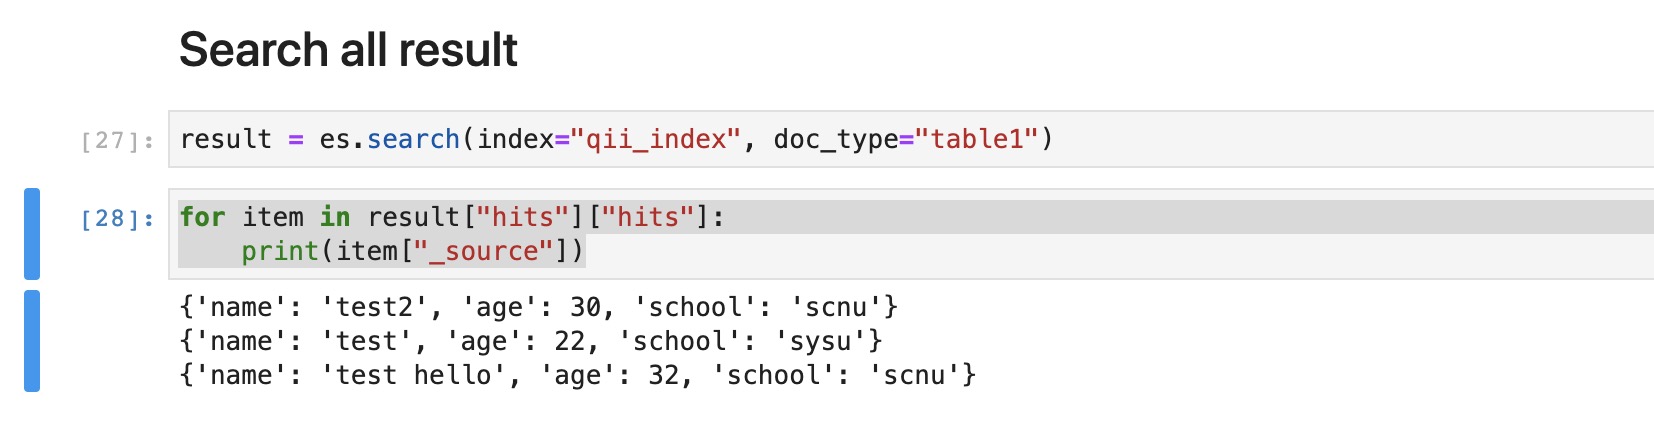 Search all result
[27]: result = es.search(index="qii_index", doc_type="table1")
[28]: for item in result["hits"]["hits"]:
    print(item["_source"])
{'name': 'test2', 'age': 30, 'school': 'scnu'}
{'name': 'test', 'age': 22, 'school': 'sysu'}
{'name': 'test hello', 'age': 32, 'school': 'scnu'}